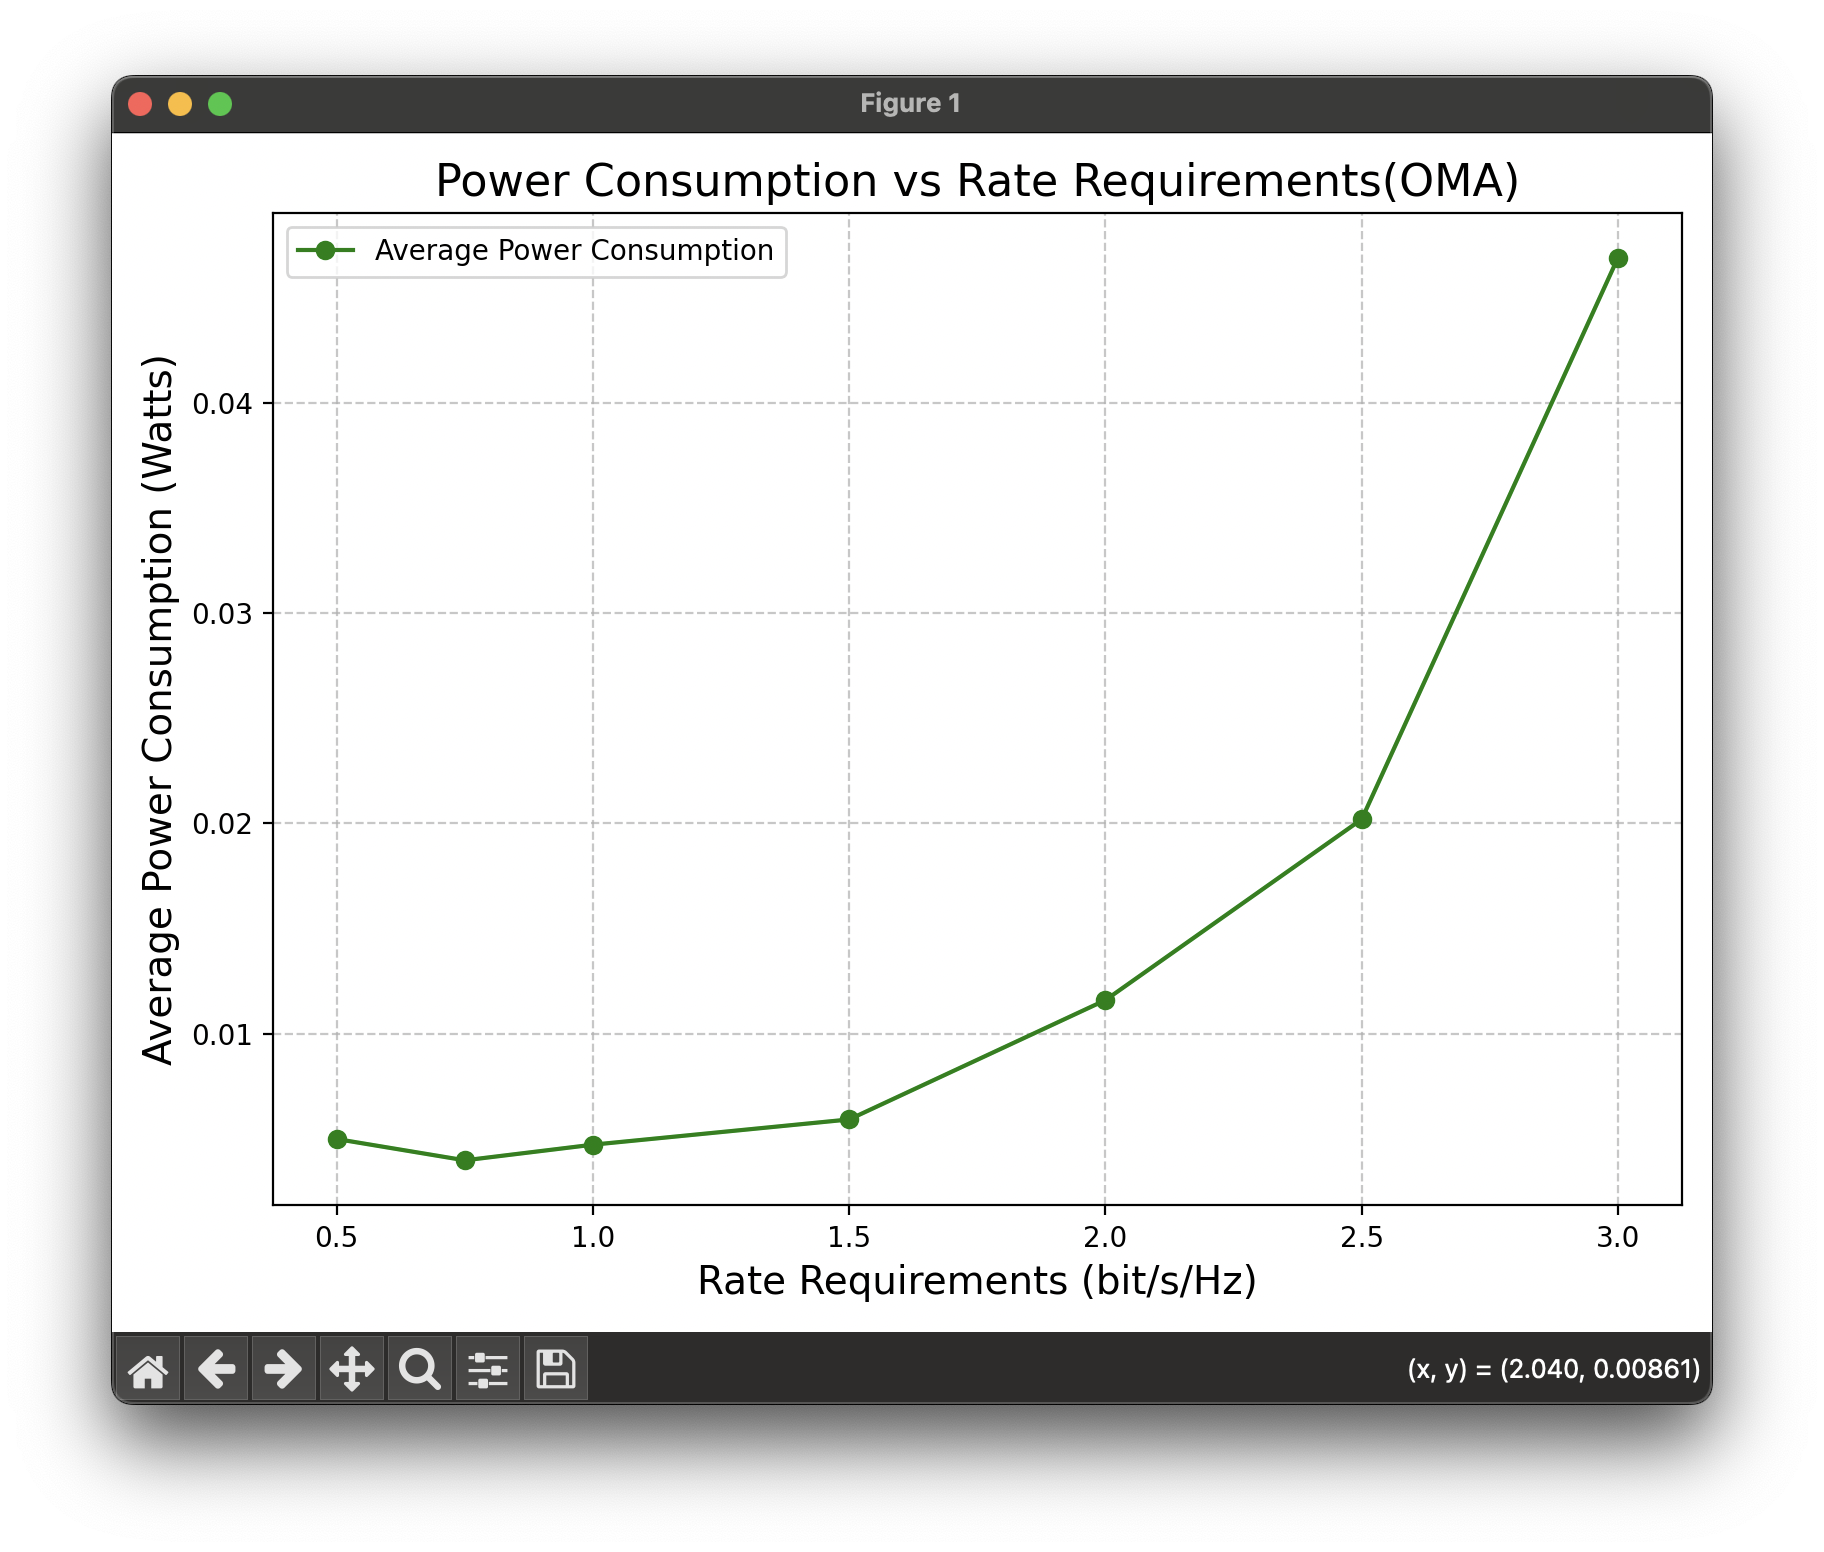 Figure 1
Power Consumption vs Rate Requirements(OMA)
Average Power Consumption
Average Power Consumption (Watts)
0.04
0.03
0.02
0.01
0.5 1.0 1.5 2.0 2.5 3.0
Rate Requirements (bit/s/Hz)
(x, y) = (2.040, 0.00861)